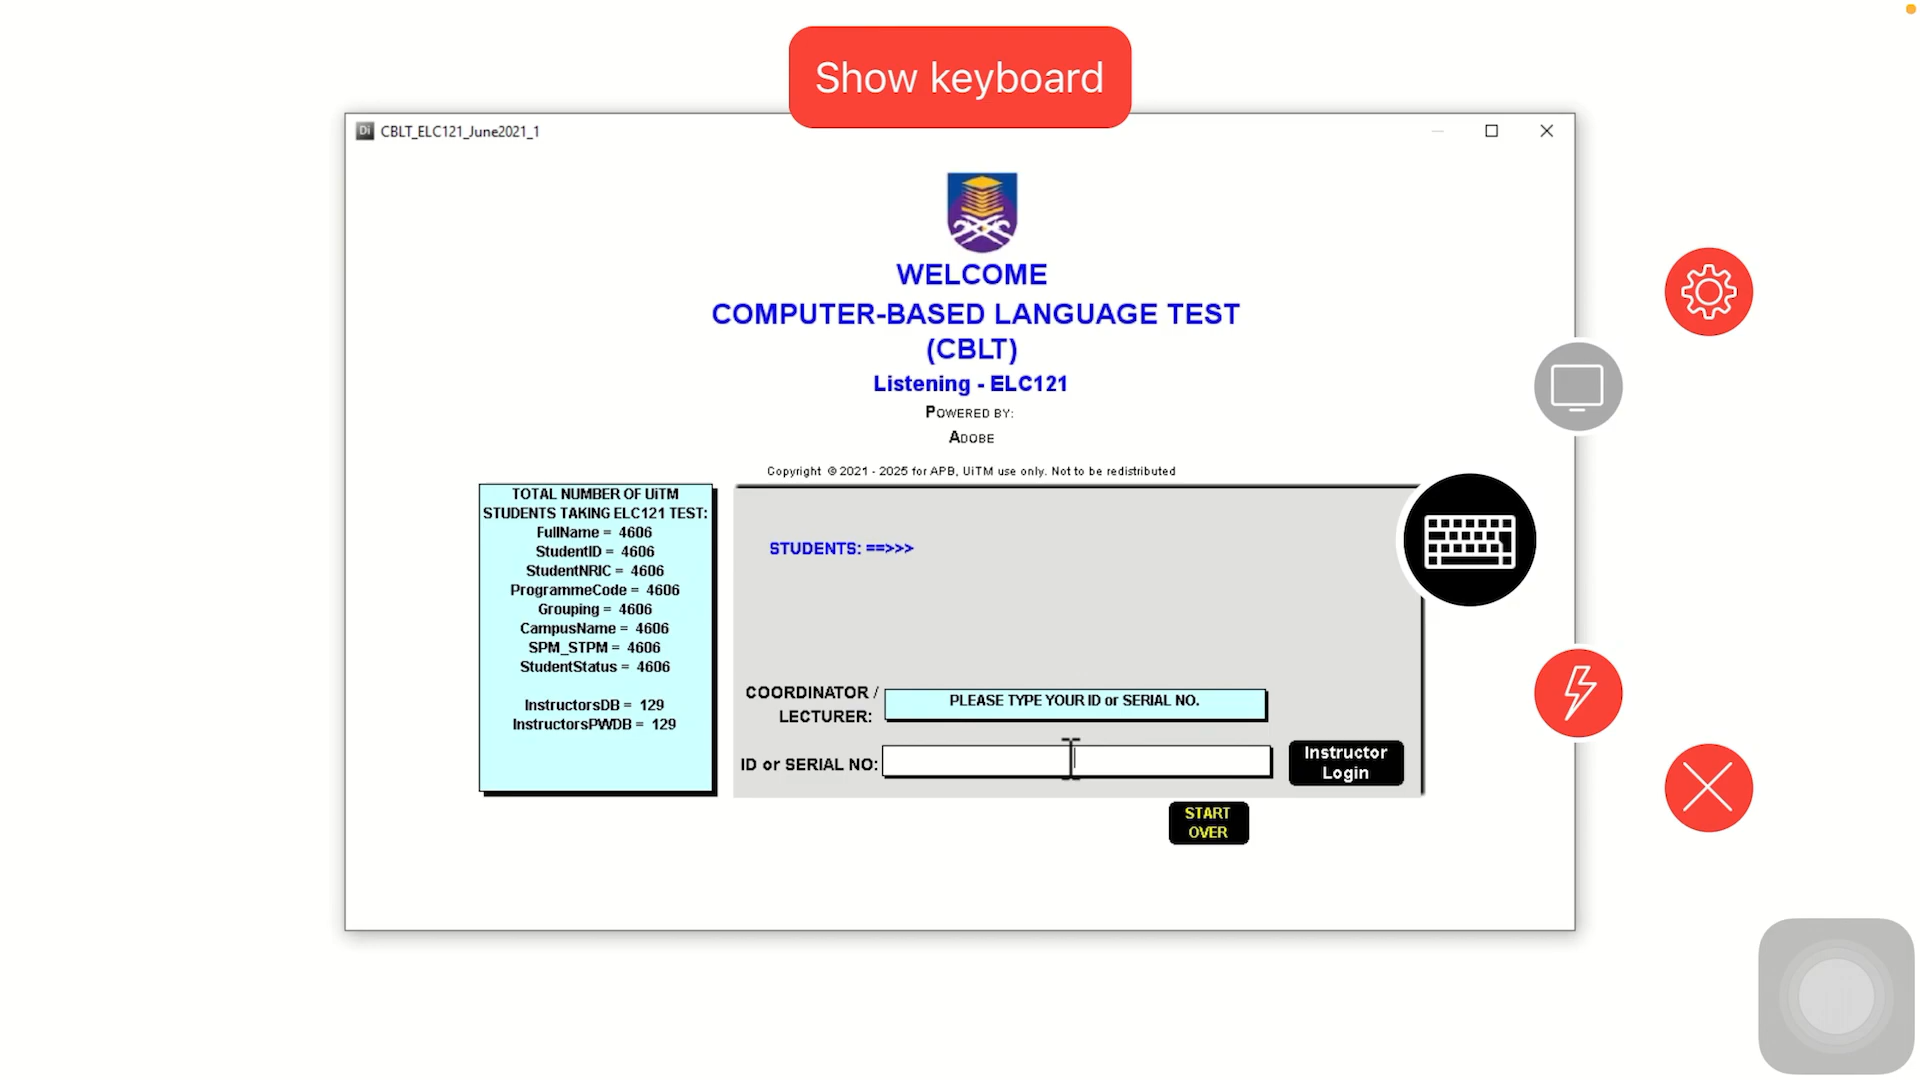 Show keyboard
Di CBLT_ELC121_June2021_1
WELCOME
COMPUTER-BASED LANGUAGE TEST
(CBLT)
Listening - ELC121
POWERED BY:
ADOBE
Copyright © 2021 - 2025 for APB, UiTM use only. Not to be redistributed
TOTAL NUMBER OF UiTM
STUDENTS TAKING ELC121 TEST:
FullName = 4606
StudentID = 4606
StudentNRIC = 4606
ProgrammeCode = 4606
Grouping = 4606
CampusName = 4606
SPM_STPM = 4606
StudentStatus = 4606
InstructorsDB = 129
InstructorsPWDB = 129
STUDENTS: ==>>>
COORDINATOR /
LECTURER:
PLEASE TYPE YOUR ID or SERIAL NO.
ID or SERIAL NO:
Instructor
Login
START
OVER